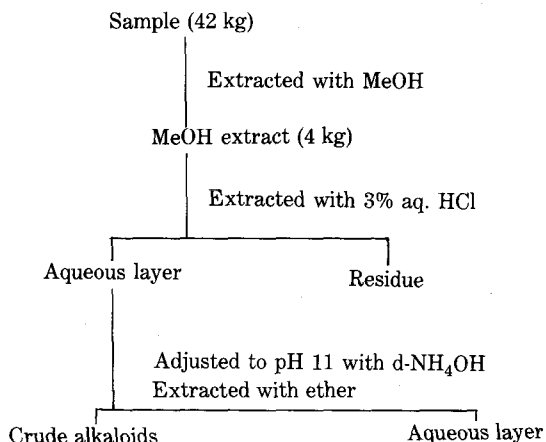 Sample (42 kg)
Extracted with MeOH
MeOH extract (4 kg)
Extracted with 3% aq. HCl
Aqueous layer
Residue
Adjusted to pH 11 with d-NH₄OH
Extracted with ether
Crude alkaloids
Aqueous layer